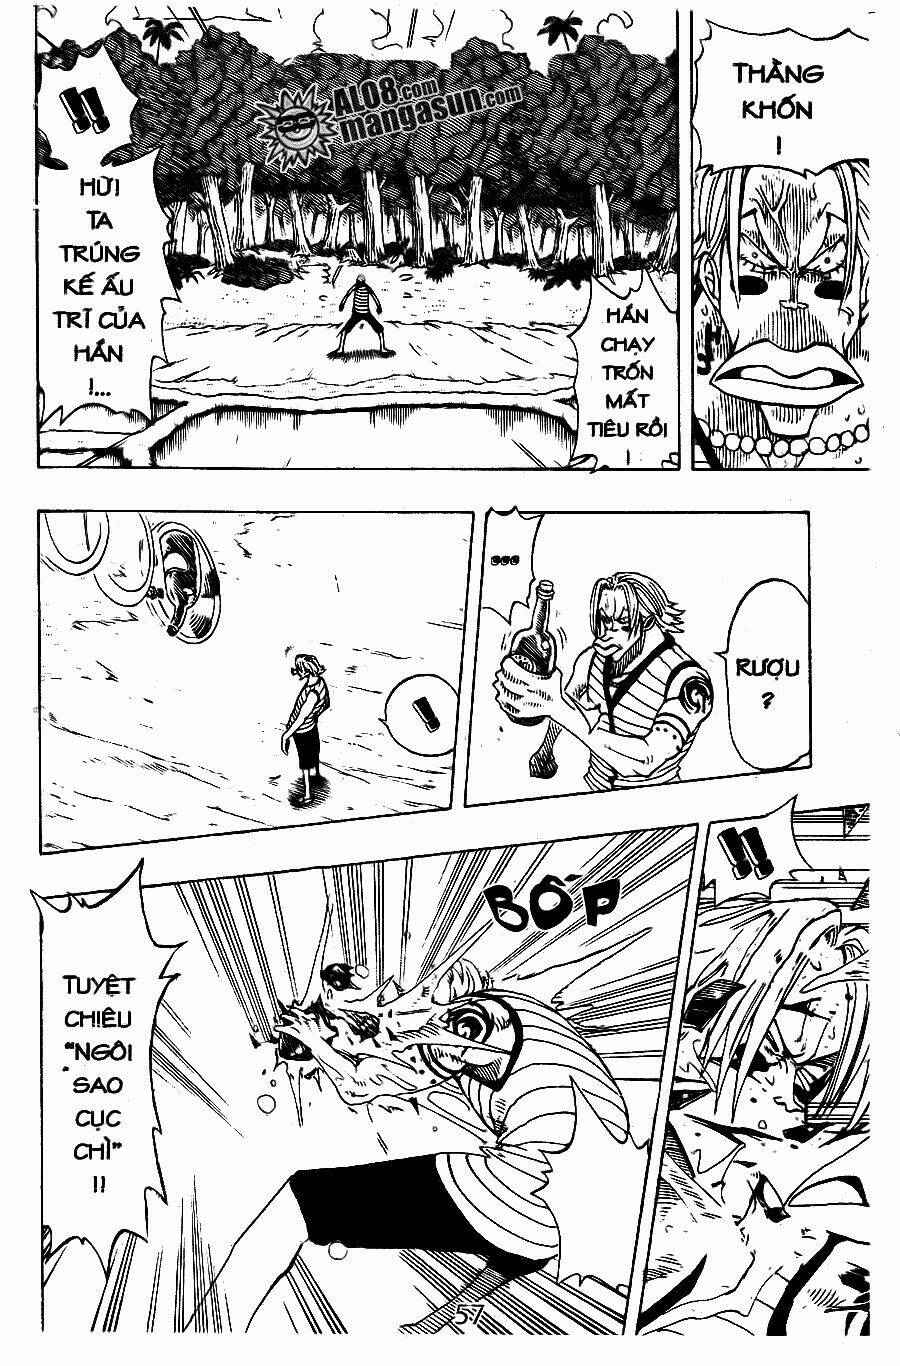 THẰNG
KHỐN
!
HẮN
CHẠY
TRỐN
MẤT
TIÊU RỒI
!
AL08.com
mangasun.com
!!
HỪ!
TA
TRÚNG
KẾ ẤU
TRĨ CỦA
HẮN
!...
RƯỢU
?
...
!!
!!
BỐP
TUYỆT
CHIÊU
"NGÔI
SAO
CỤC
CHÌ"
!!
57